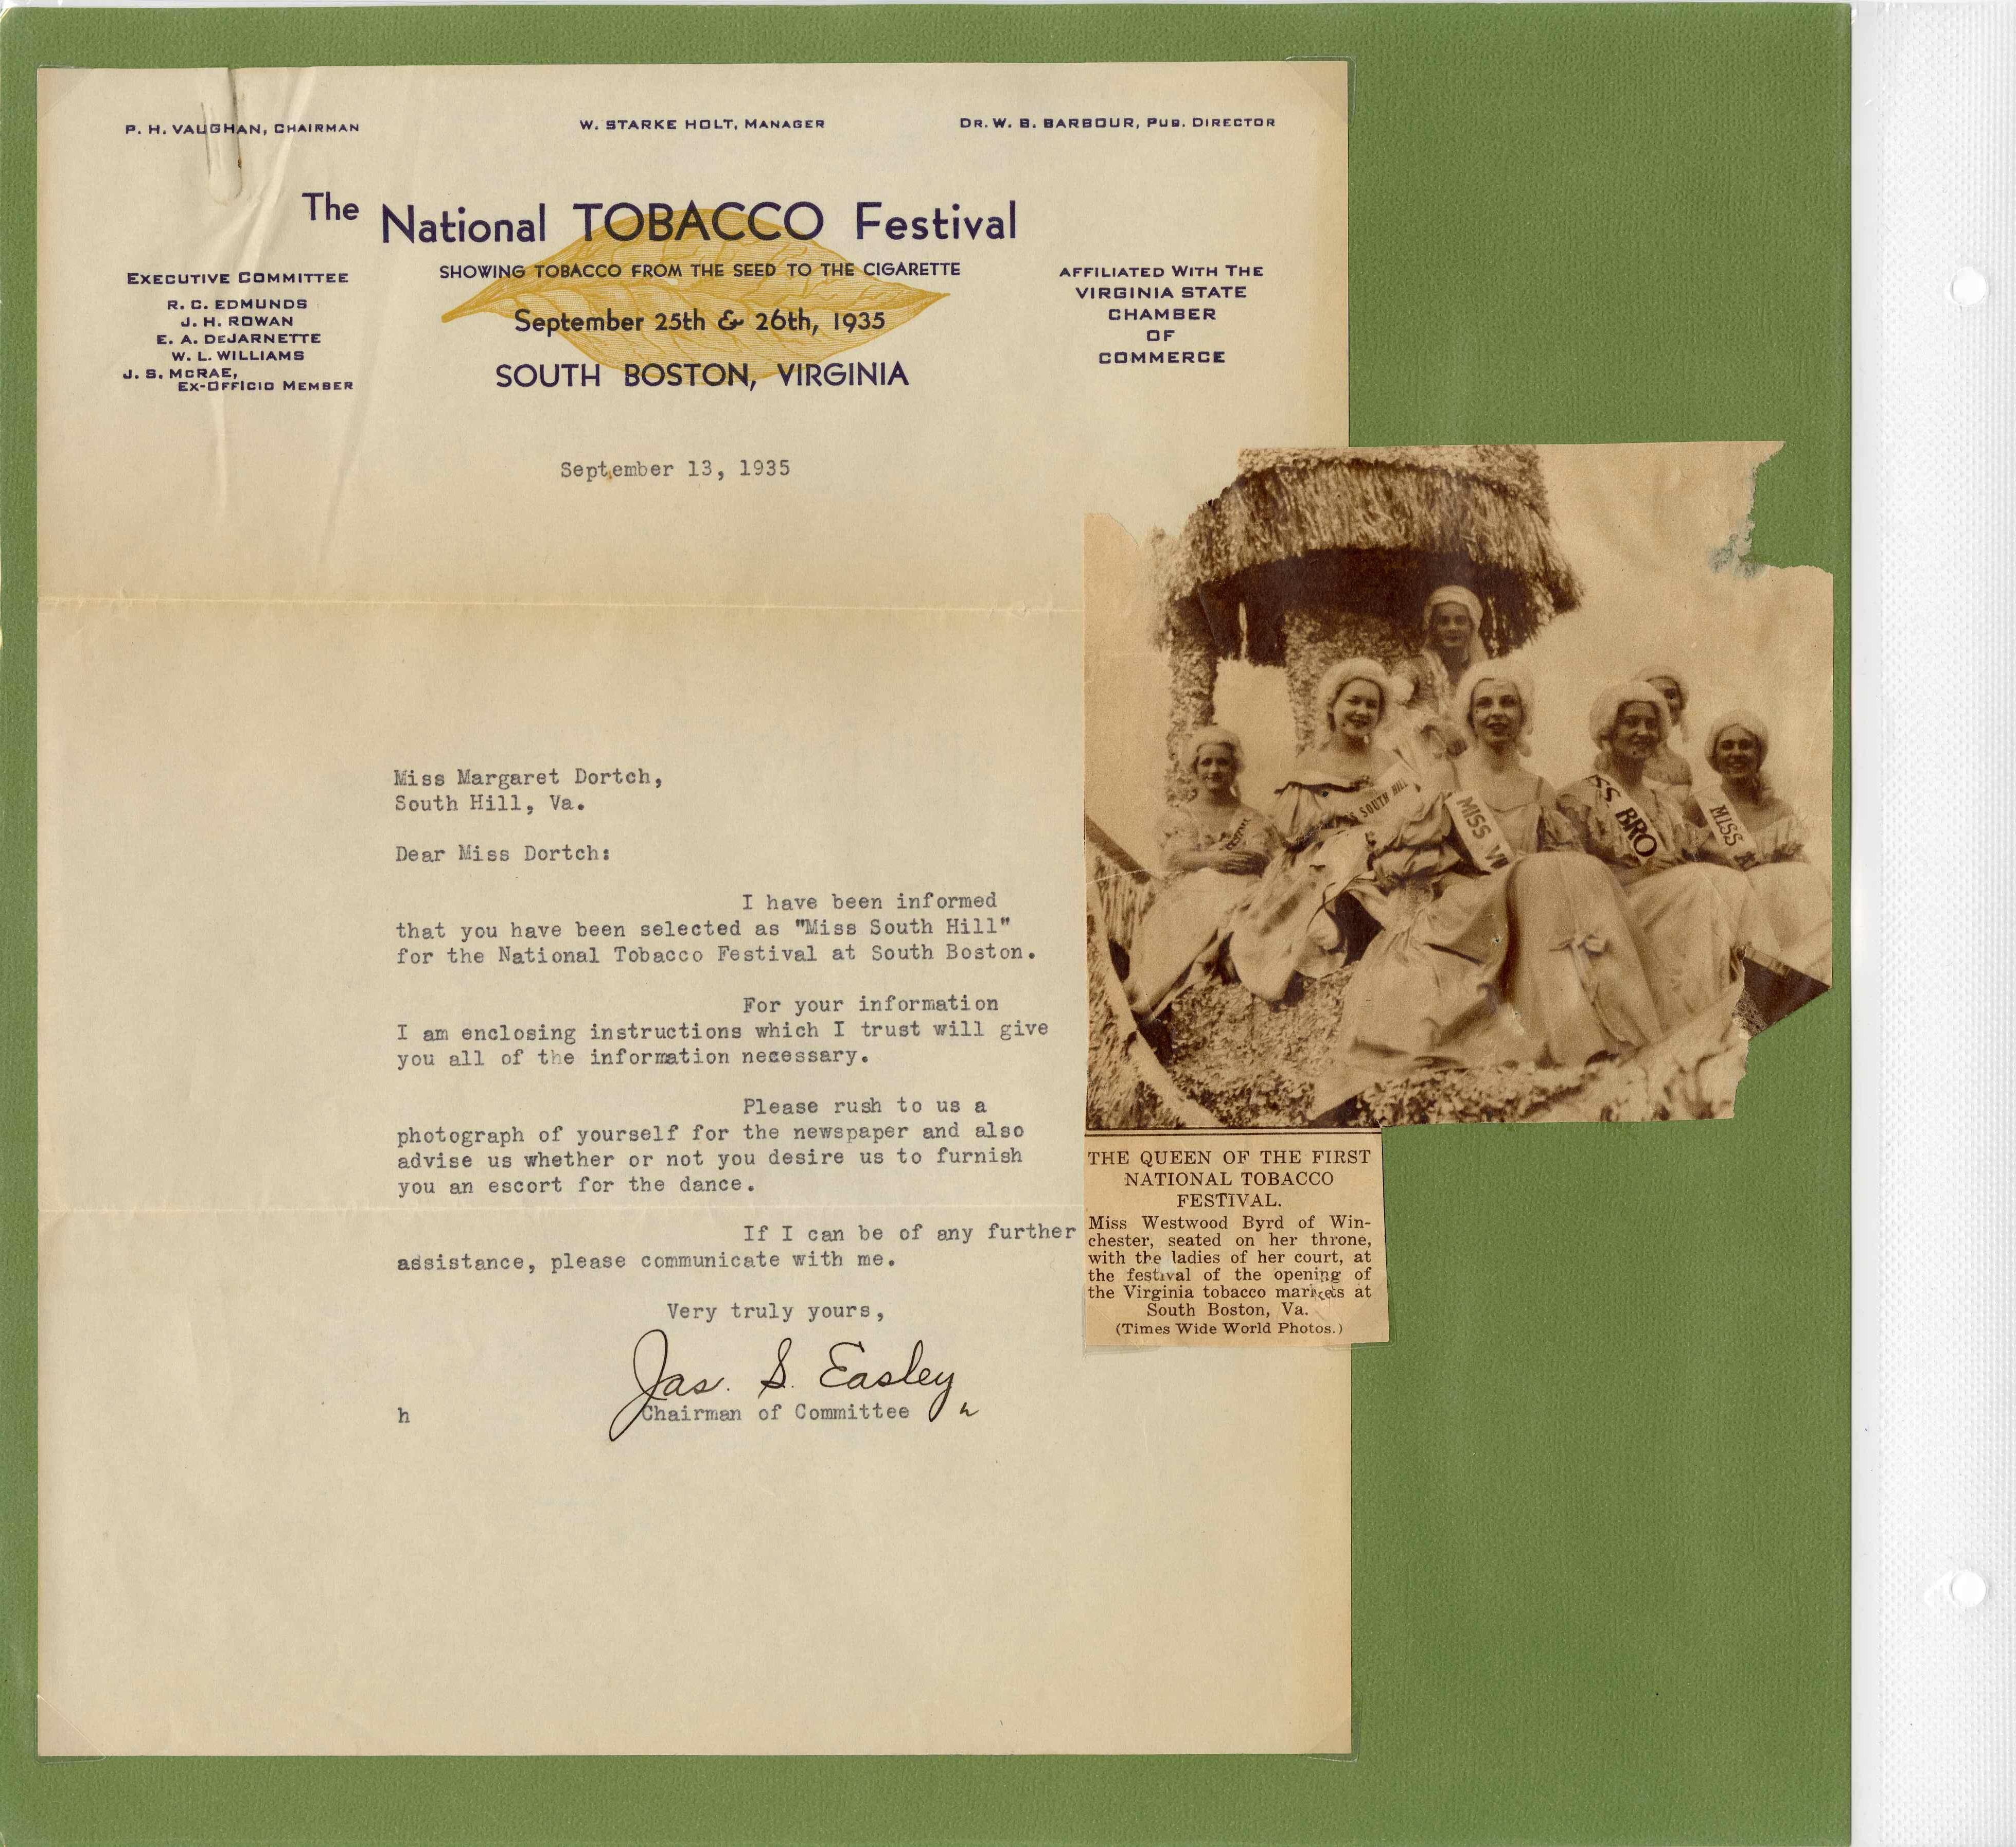 P. H. VAUGHAN, CHAIRMAN
W. STARKE HOLT, MANAGER
DR. W. B. BARBOUR, PUB. DIRECTOR
The National TOBACCO Festival
SHOWING TOBACCO FROM THE SEED TO THE CIGARETTE
September 25th & 26th, 1935
SOUTH BOSTON, VIRGINIA
EXECUTIVE COMMITTEE
R. C. EDMUNDS
J. H. ROWAN
E. A. DEJARNETTE
W. L. WILLIAMS
J. S. MCRAE,
EX-OFFICIO MEMBER
AFFILIATED WITH THE
VIRGINIA STATE
CHAMBER
OF
COMMERCE
September 13, 1935
Miss Margaret Dortch,
South Hill, Va.
Dear Miss Dortch:
I have been informed
that you have been selected as "Miss South Hill"
for the National Tobacco Festival at South Boston.
For your information
I am enclosing instructions which I trust will give
you all of the information necessary.
Please rush to us a
photograph of yourself for the newspaper and also
advise us whether or not you desire us to furnish
you an escort for the dance.
If I can be of any further
assistance, please communicate with me.
Very truly yours,
Jas. S. Easley
Chairman of Committee h
h
SOUTH HILL
MISS VI
SS BRO
MISS
THE QUEEN OF THE FIRST
NATIONAL TOBACCO
FESTIVAL.
Miss Westwood Byrd of Win-
chester, seated on her throne,
with the ladies of her court, at
the festival of the opening of
the Virginia tobacco markets at
South Boston, Va.
(Times Wide World Photos.)